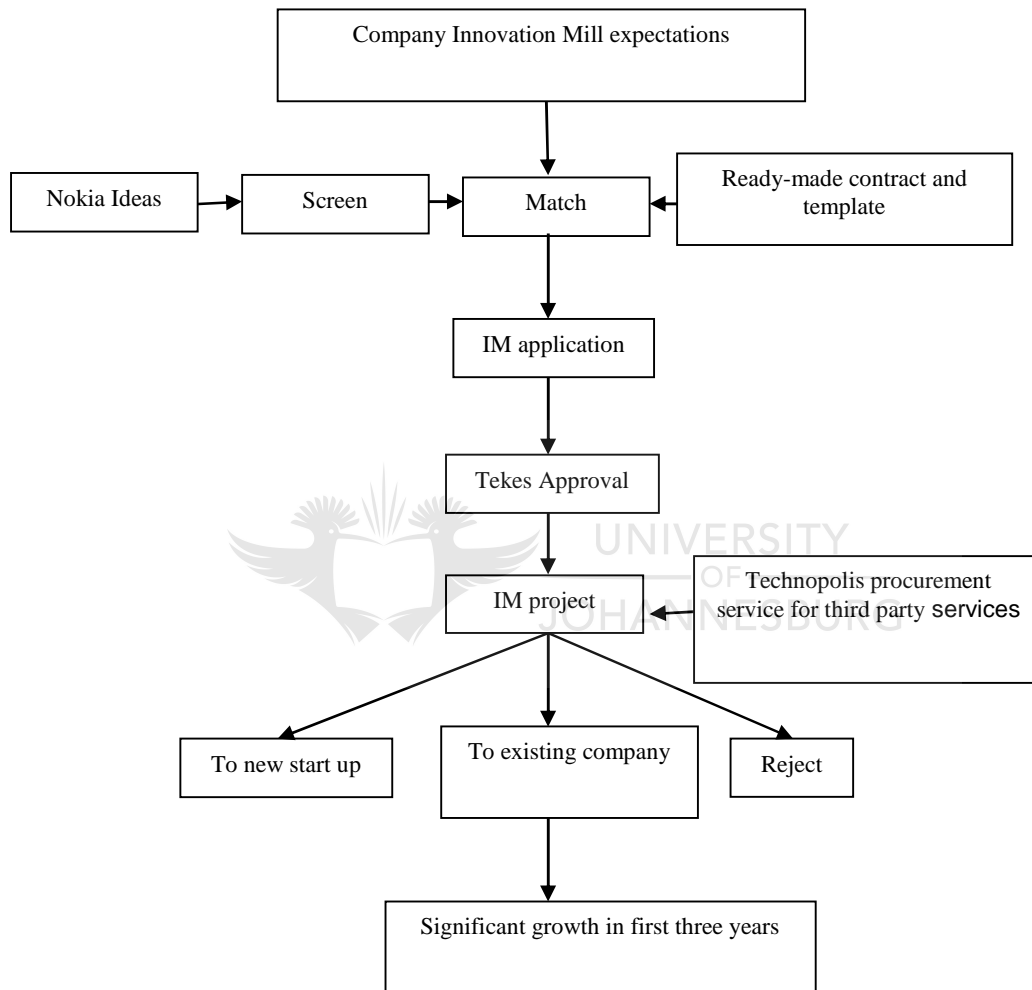 Company Innovation Mill expectations
Nokia Ideas
Screen
Match
Ready-made contract and
template
IM application
Tekes Approval
UNIVERSITY
OF
JOHANNESBURG
IM project
Technopolis procurement
service for third party services
To new start up
To existing company
Reject
Significant growth in first three years